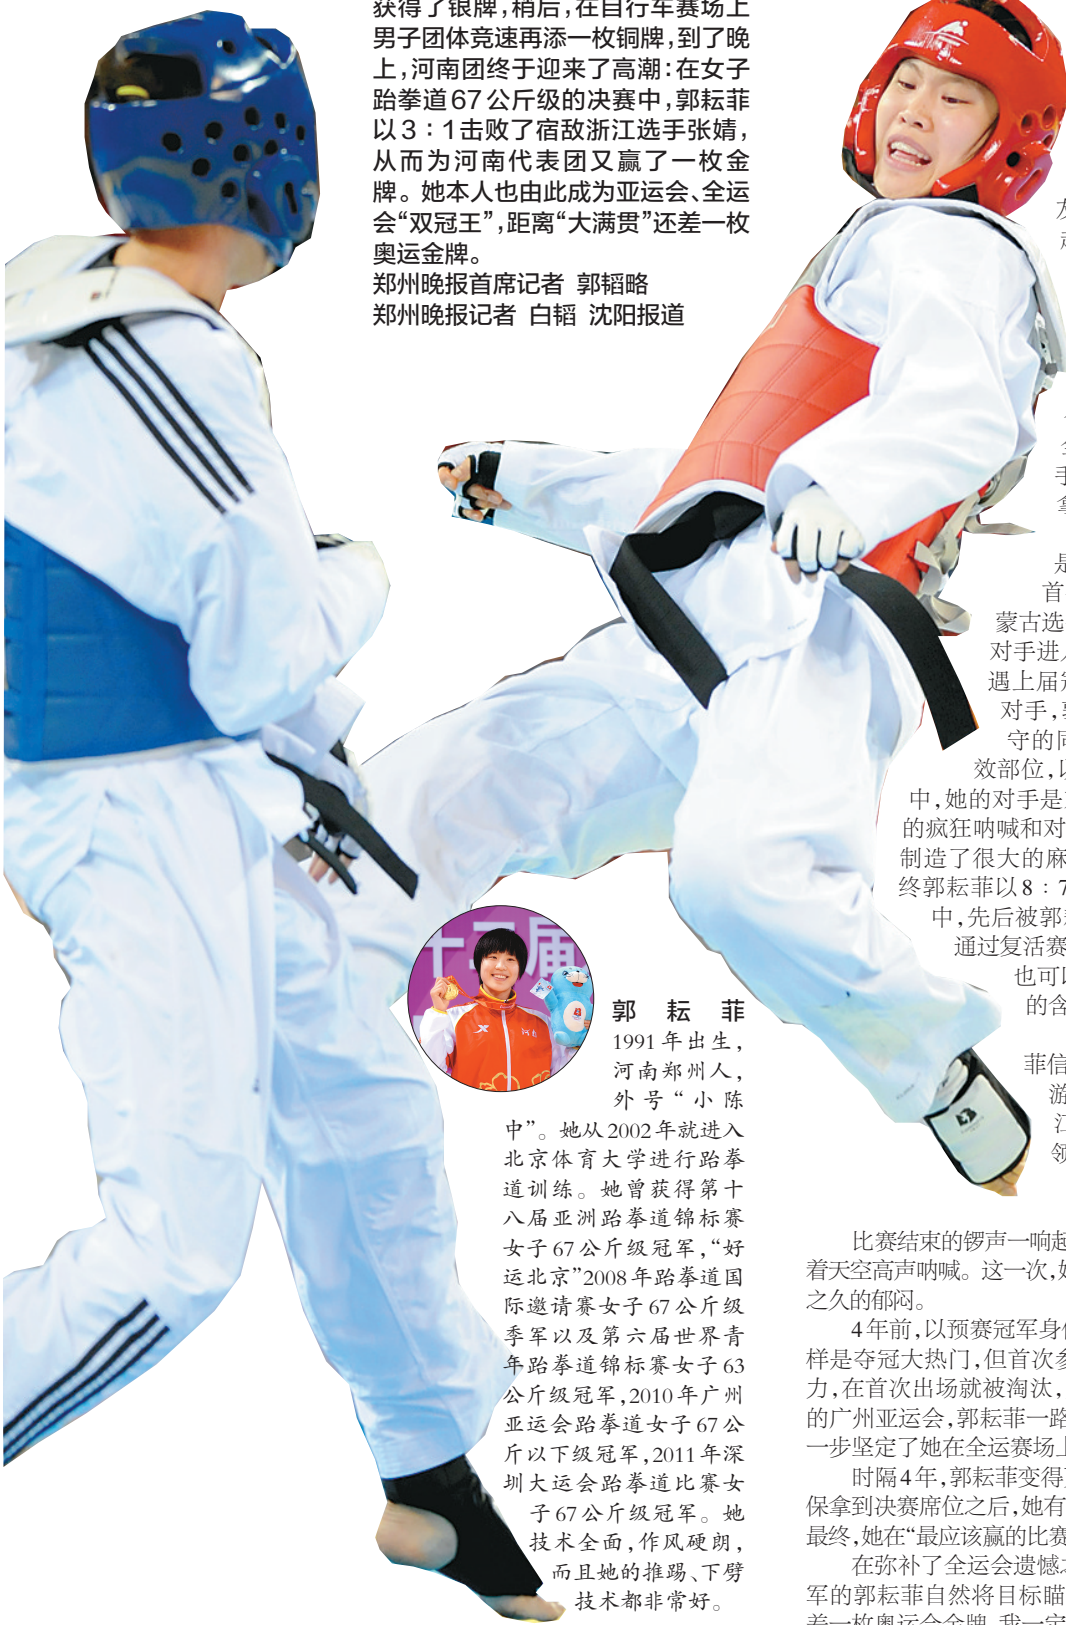 获得了银牌，稍后，在自行车赛场上
男子团体竞速再添一枚铜牌，到了晚
上，河南团终于迎来了高潮：在女子
跆拳道67公斤级的决赛中，郭耘菲
以3：1击败了宿敌浙江选手张婧，
从而为河南代表团又赢了一枚金
牌。她本人也由此成为亚运会、全运
会“双冠王”，距离“大满贯”还差一枚
奥运金牌。
郑州晚报首席记者 郭韬略
郑州晚报记者 白韬 沈阳报道
郭耘菲
1991年出生，
河南郑州人，
外号“小陈
中”。她从2002年就进入
北京体育大学进行跆拳
道训练。她曾获得第十
八届亚洲跆拳道锦标赛
女子67公斤级冠军，“好
运北京”2008年跆拳道国
际邀请赛女子67公斤级
季军以及第六届世界青
年跆拳道锦标赛女子63
公斤级冠军，2010年广州
亚运会跆拳道女子67公
斤以下级冠军，2011年深
圳大运会跆拳道比赛女
子67公斤级冠军。她
技术全面，作风硬朗，
而且她的推踢、下劈
技术都非常好。
手
是
首
蒙古选
对手进
遇上届
对手，
守的同
效部位，以
中，她的对手是
的疯狂呐喊和对
制造了很大的麻
终郭耘菲以8：7
中，先后被郭
通过复活赛
也可以
的含
菲信
游
江
领
比赛结束的锣声一响起
着天空高声呐喊。这一次，
之久的郁闷。
4年前，以预赛冠军身
样是夺冠大热门，但首次参
力，在首次出场就被淘汰，
的广州亚运会，郭耘菲一路
一步坚定了她在全运赛场上
时隔4年，郭耘菲变得
保拿到决赛席位之后，她有
最终，她在“最应该赢的比赛
在弥补了全运会遗憾
军的郭耘菲自然将目标瞄
差一枚奥运会金牌，我一定